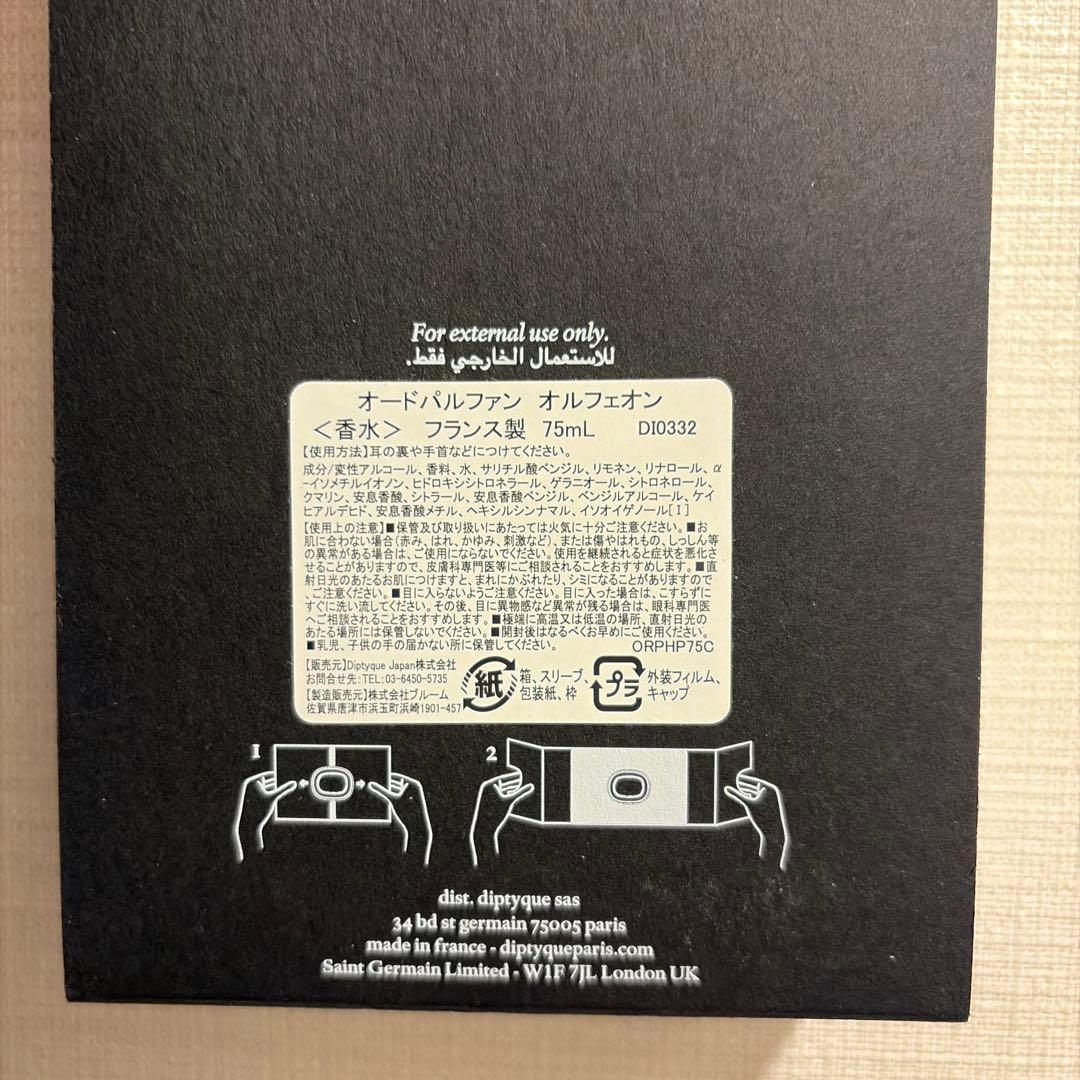 For external use only.
للاستعمال الخارجي فقط.
オードパルファン オルフェオン
＜香水＞ フランス製 75mL DI0332
【使用方法】耳の裏や手首などにつけてください。
成分/変性アルコール、香料、水、サリチル酸ベンジル、リモネン、リナロール、α
-イソメチルイオノン、ヒドロキシシトロネラール、ゲラニオール、シトロネロール、
クマリン、安息香酸、シトラール、安息香酸ベンジル、ベンジルアルコール、ケイ
ヒアルデヒド、安息香酸メチル、ヘキシルシンナマル、イソオイゲノール[I]
【使用上の注意】■保管及び取り扱いにあたっては火気に十分ご注意ください。■お
肌に合わない場合(赤み、はれ、かゆみ、刺激など)、または傷やはれもの、しっしん等
の異常がある場合は、ご使用にならないでください。使用を継続されると症状を悪化さ
せることがありますので、皮膚科専門医等にご相談されることをおすすめします。■直
射日光のあたるお肌につけますと、まれにかぶれたり、シミになることがありますので、
ご注意ください。■目に入らないようご注意ください。目に入った場合は、こすらずに
すぐに洗い流してください。その後、目に異物感など異常が残る場合は、眼科専門医
へご相談されることをおすすめします。■極端に高温又は低温の場所、直射日光の
あたる場所には保管しないでください。■開封後はなるべくお早めにご使用ください。
■乳児、子供の手の届かない所に保管してください。 ORPHP75C
【販売元】Diptyque Japan株式会社
お問合せ先:TEL:03-6450-5735
【製造販売元】株式会社ブルーム
佐賀県唐津市浜玉町浜崎1901-457
紙
箱、スリーブ、
包装紙、枠
プラ
外装フィルム、
キャップ
1
2
dist. diptyque sas
34 bd st germain 75005 paris
made in france - diptyqueparis.com
Saint Germain Limited - W1F 7JL London UK